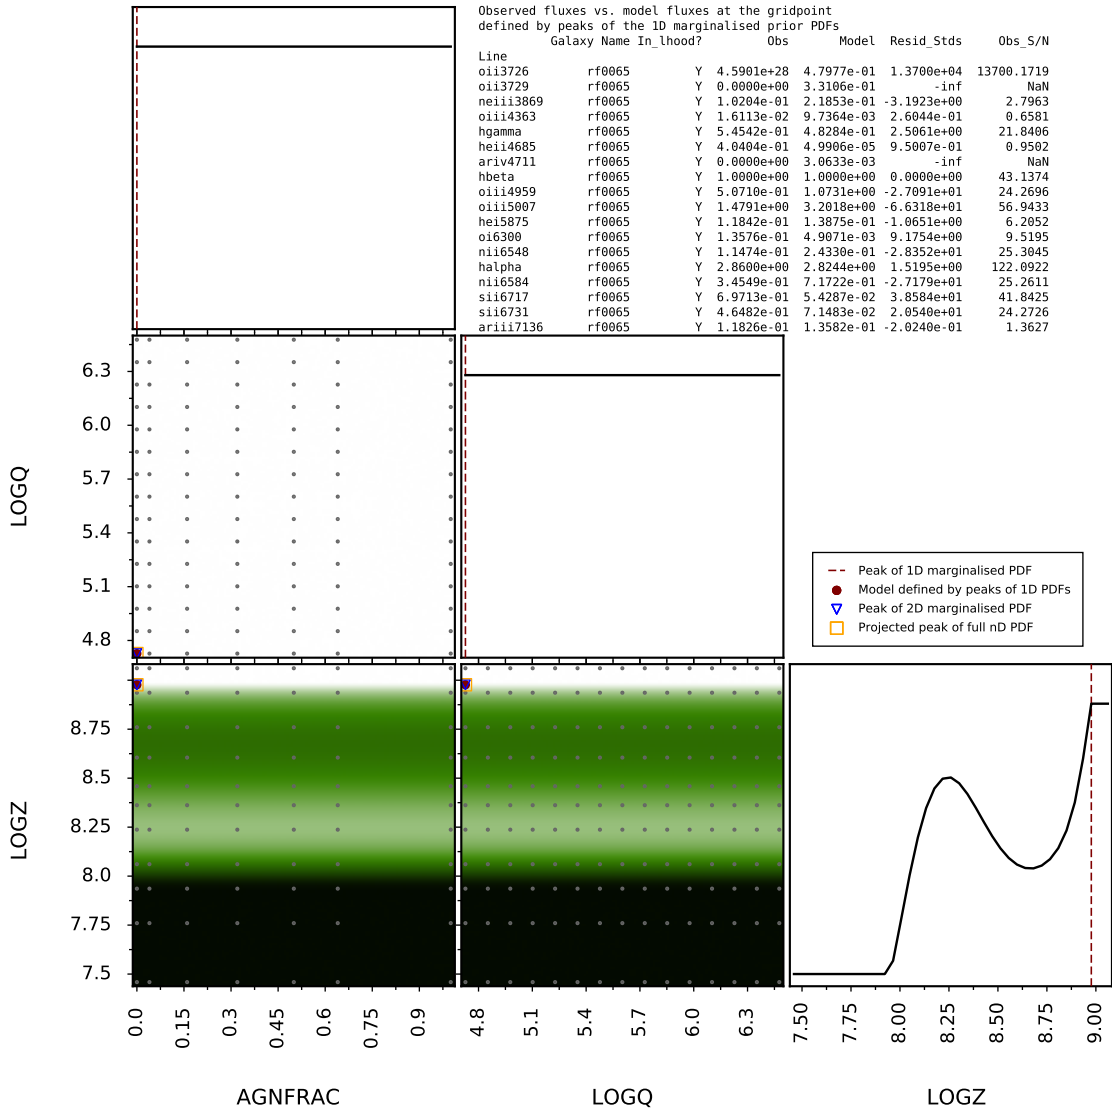 Observed fluxes vs. model fluxes at the gridpoint
defined by peaks of the 1D marginalised prior PDFs
Galaxy Name In_lhood? Obs Model Resid_Stds Obs_S/N
Line
oii3726 rf0065 Y 4.5901e+28 4.7977e-01 1.3700e+04 13700.1719
oii3729 rf0065 Y 0.0000e+00 3.3106e-01 -inf NaN
neiii3869 rf0065 Y 1.0204e-01 2.1853e-01 -3.1923e+00 2.7963
oiii4363 rf0065 Y 1.6113e-02 9.7364e-03 2.6044e-01 0.6581
hgamma rf0065 Y 5.4542e-01 4.8284e-01 2.5061e+00 21.8406
heii4685 rf0065 Y 4.0404e-01 4.9906e-05 9.5007e-01 0.9502
ariv4711 rf0065 Y 0.0000e+00 3.0633e-03 -inf NaN
hbeta rf0065 Y 1.0000e+00 1.0000e+00 0.0000e+00 43.1374
oiii4959 rf0065 Y 5.0710e-01 1.0731e+00 -2.7091e+01 24.2696
oiii5007 rf0065 Y 1.4791e+00 3.2018e+00 -6.6318e+01 56.9433
hei5875 rf0065 Y 1.1842e-01 1.3875e-01 -1.0651e+00 6.2052
oi6300 rf0065 Y 1.3576e-01 4.9071e-03 9.1754e+00 9.5195
nii6548 rf0065 Y 1.1474e-01 2.4330e-01 -2.8352e+01 25.3045
halpha rf0065 Y 2.8600e+00 2.8244e+00 1.5195e+00 122.0922
nii6584 rf0065 Y 3.4549e-01 7.1722e-01 -2.7179e+01 25.2611
sii6717 rf0065 Y 6.9713e-01 5.4287e-02 3.8584e+01 41.8425
sii6731 rf0065 Y 4.6482e-01 7.1483e-02 2.0540e+01 24.2726
ariii7136 rf0065 Y 1.1826e-01 1.3582e-01 -2.0240e-01 1.3627
6.3
6.0
5.7
5.4
5.1
4.8
LOGQ
Peak of 1D marginalised PDF
Model defined by peaks of 1D PDFs
Peak of 2D marginalised PDF
Projected peak of full nD PDF
8.75
8.5
8.25
8.0
7.75
7.5
LOGZ
0.0 0.15 0.3 0.45 0.6 0.75 0.9
4.8 5.1 5.4 5.7 6.0 6.3
7.50 7.75 8.00 8.25 8.50 8.75 9.00
AGNFRAC LOGQ LOGZ